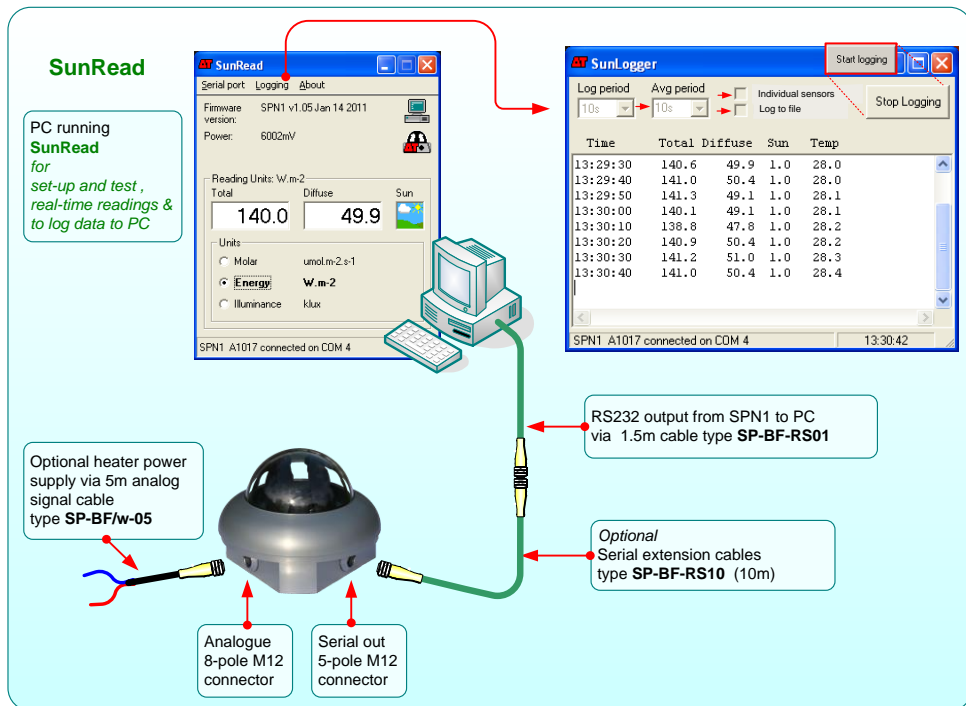 SunRead
PC running
SunRead
for
set-up and test ,
real-time readings &
to log data to PC
SunRead
Serial port Logging About
Firmware version: SPN1 v1.05 Jan 14 2011
Power: 6002mV
Reading Units: W.m-2
Total Diffuse Sun
140.0 49.9
Units
Molar umol.m-2.s-1
Energy W.m-2
Illuminance klux
SPN1 A1017 connected on COM 4
SunLogger
Start logging
Log period Avg period
10s 10s
Individual sensors
Log to file
Stop Logging
Time Total Diffuse Sun Temp
13:29:30 140.6 49.9 1.0 28.0
13:29:40 141.0 50.4 1.0 28.0
13:29:50 141.3 49.1 1.0 28.1
13:30:00 140.1 49.1 1.0 28.1
13:30:10 138.8 47.8 1.0 28.2
13:30:20 140.9 50.4 1.0 28.2
13:30:30 141.2 51.0 1.0 28.3
13:30:40 141.0 50.4 1.0 28.4
SPN1 A1017 connected on COM 4 13:30:42
RS232 output from SPN1 to PC
via 1.5m cable type SP-BF-RS01
Optional heater power
supply via 5m analog
signal cable
type SP-BF/w-05
Optional
Serial extension cables
type SP-BF-RS10 (10m)
Analogue
8-pole M12
connector
Serial out
5-pole M12
connector